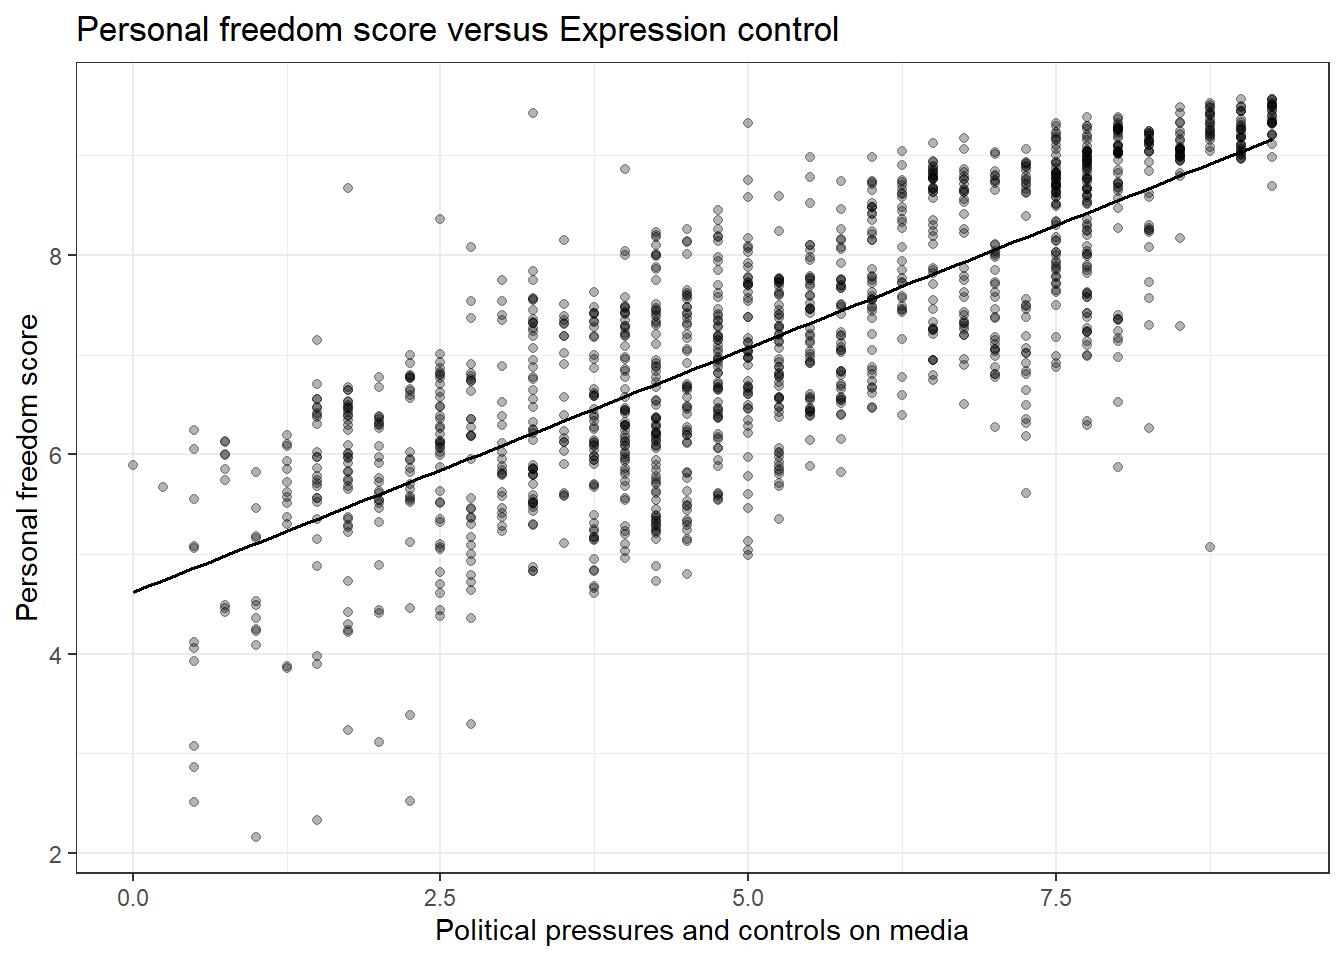 Personal freedom score versus Expression control
Personal freedom score
8
6
4
2
0.0
2.5
5.0
7.5
Political pressures and controls on media